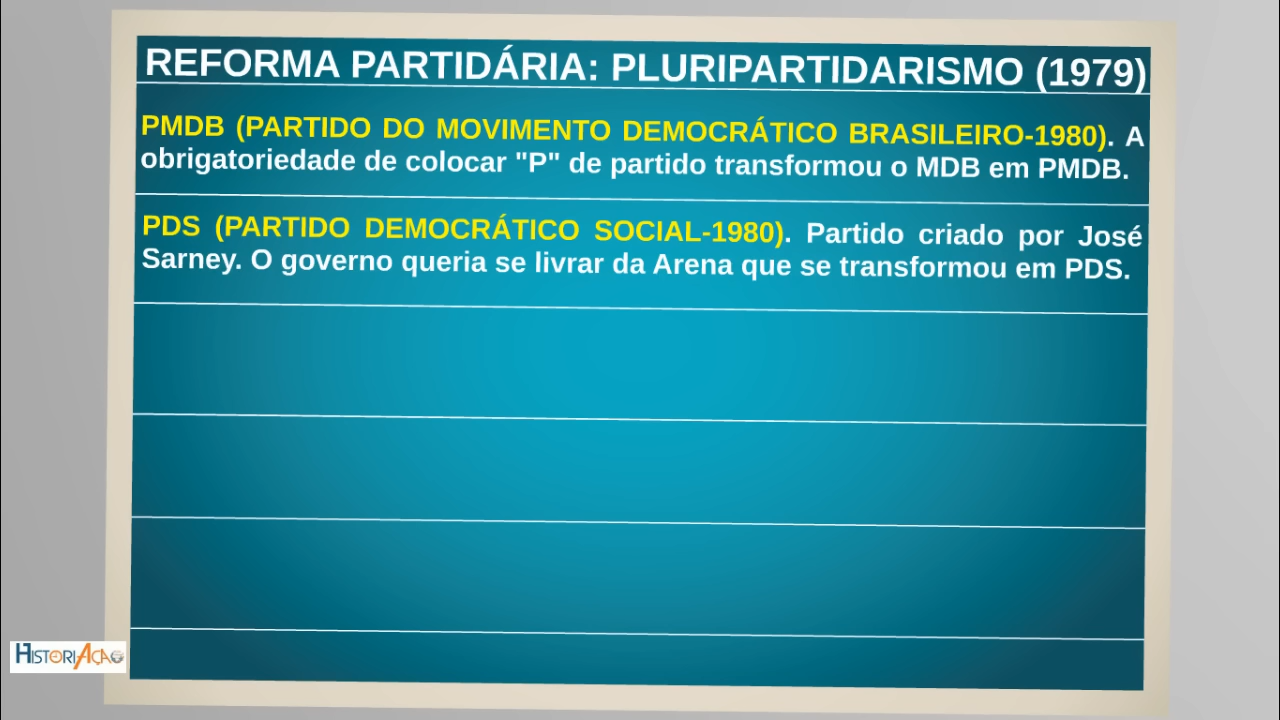 REFORMA PARTIDÁRIA: PLURIPARTIDARISMO (1979)
PMDB (PARTIDO DO MOVIMENTO DEMOCRÁTICO BRASILEIRO-1980). A
obrigatoriedade de colocar "P" de partido transformou o MDB em PMDB.
PDS (PARTIDO DEMOCRÁTICO SOCIAL-1980). Partido criado por José
Sarney. O governo queria se livrar da Arena que se transformou em PDS.
HISTORIAÇÃO